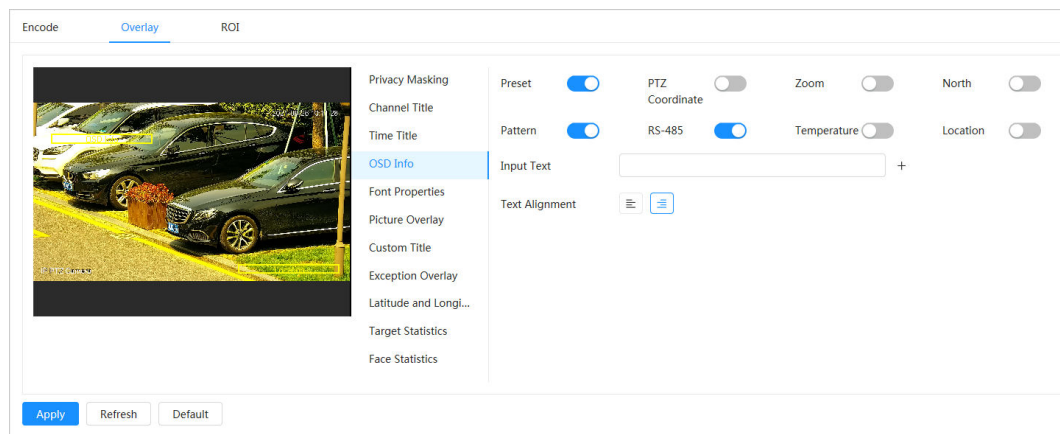 Encode
Overlay
ROI
Privacy Masking
Channel Title
Time Title
OSD Info
Font Properties
Picture Overlay
Custom Title
Exception Overlay
Latitude and Longi...
Target Statistics
Face Statistics
Preset
PTZ
Coordinate
Zoom
North
Pattern
RS-485
Temperature
Location
Input Text
+
Text Alignment
Apply
Refresh
Default